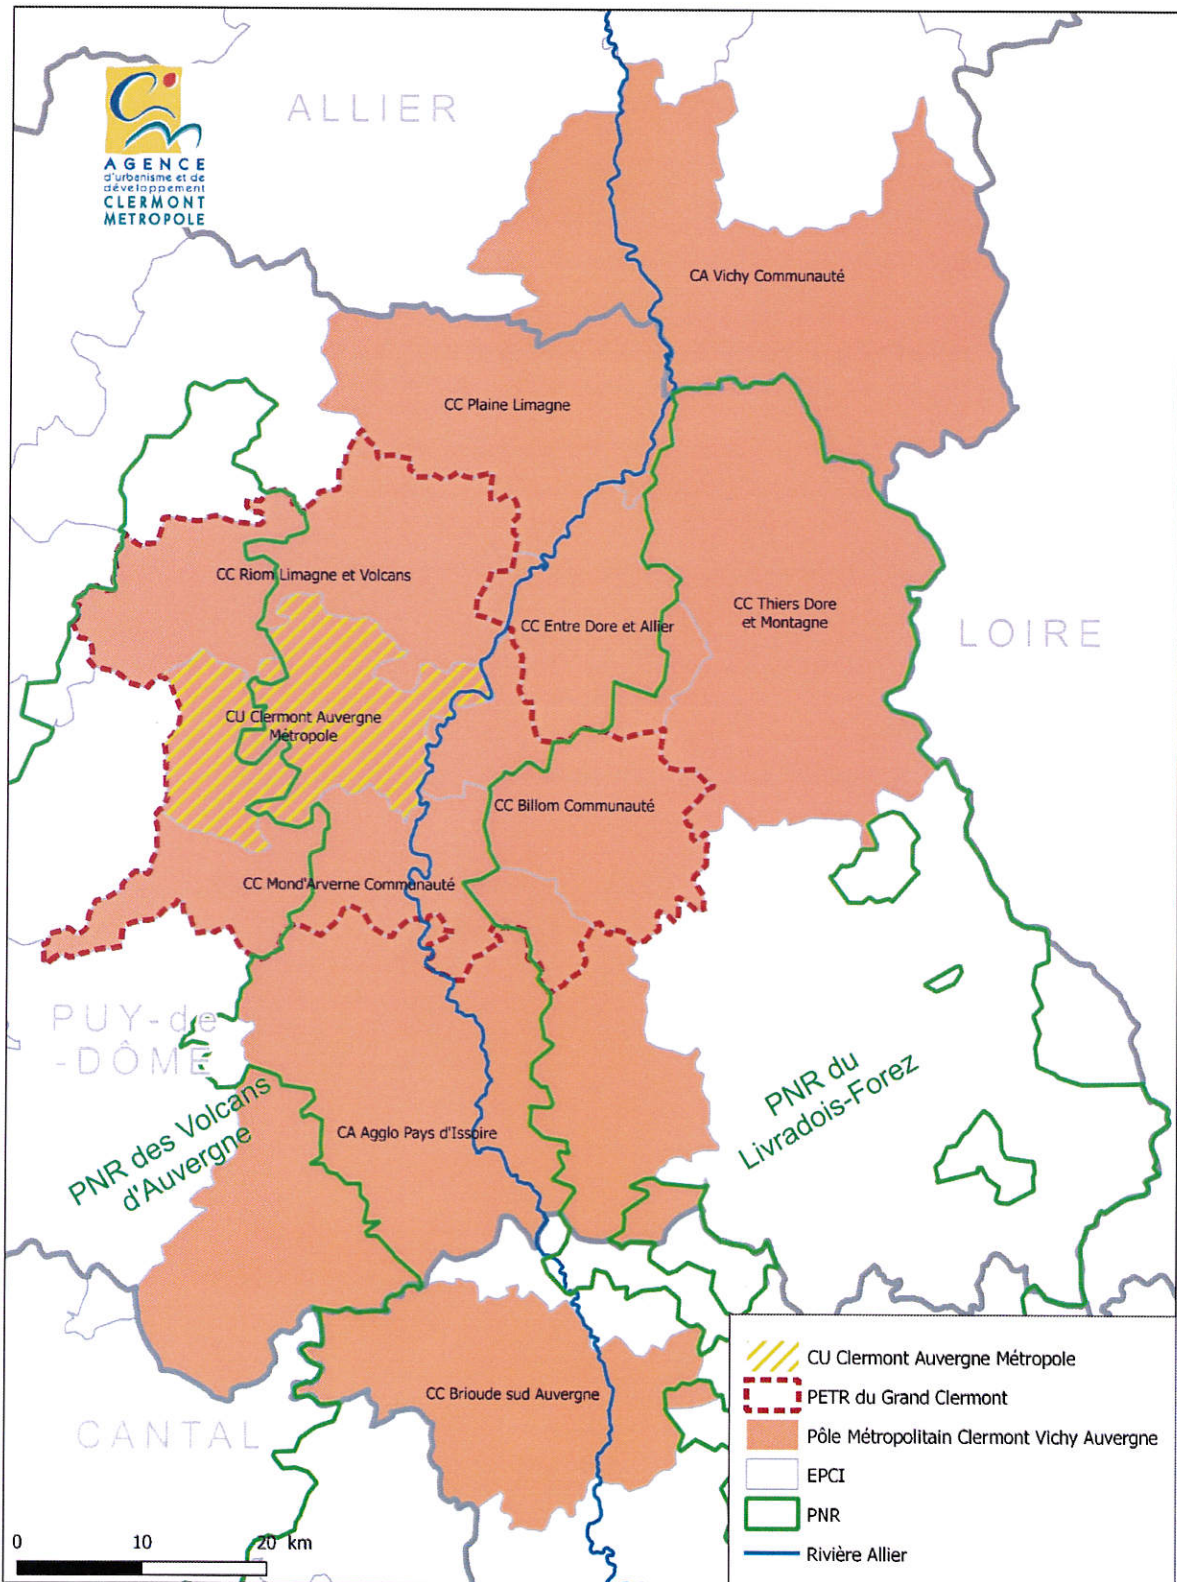 ALLIER
AGENCE
d'urbanisme et de
développement
CLERMONT
METROPOLE
CA Vichy Communauté
CC Plaine Limagne
CC Riom Limagne et Volcans
CC Entre Dore et Allier
CC Thiers Dore
et Montagne
LOIRE
CU Clermont Auvergne
Métropole
CC Billom Communauté
CC Mond'Arverne Communauté
PUY-de
-DÔME
PNR des Volcans
d'Auvergne
CA Agglo Pays d'Issoire
PNR du
Livradois-Forez
CC Brioude sud Auvergne
CANTAL
CU Clermont Auvergne Métropole
PETR du Grand Clermont
Pôle Métropolitain Clermont Vichy Auvergne
EPCI
PNR
Rivière Allier
0 10 20 km